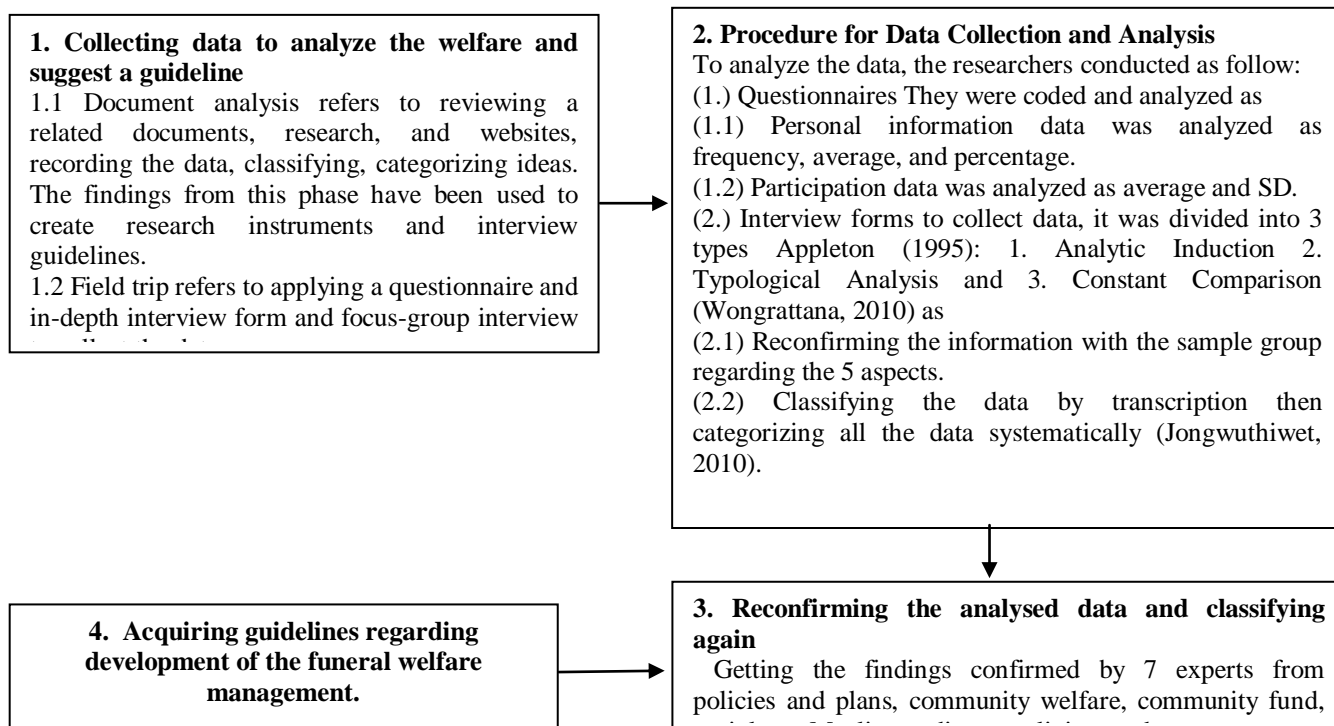 1. Collecting data to analyze the welfare and
suggest a guideline
1.1 Document analysis refers to reviewing a
related documents, research, and websites,
recording the data, classifying, categorizing ideas.
The findings from this phase have been used to
create research instruments and interview
guidelines.
1.2 Field trip refers to applying a questionnaire and
in-depth interview form and focus-group interview
2. Procedure for Data Collection and Analysis
To analyze the data, the researchers conducted as follow:
(1.) Questionnaires They were coded and analyzed as
(1.1) Personal information data was analyzed as
frequency, average, and percentage.
(1.2) Participation data was analyzed as average and SD.
(2.) Interview forms to collect data, it was divided into 3
types Appleton (1995): 1. Analytic Induction 2.
Typological Analysis and 3. Constant Comparison
(Wongrattana, 2010) as
(2.1) Reconfirming the information with the sample group
regarding the 5 aspects.
(2.2) Classifying the data by transcription then
categorizing all the data systematically (Jongwuthiwet,
2010).
3. Reconfirming the analysed data and classifying
again
Getting the findings confirmed by 7 experts from
policies and plans, community welfare, community fund,
4. Acquiring guidelines regarding
development of the funeral welfare
management.